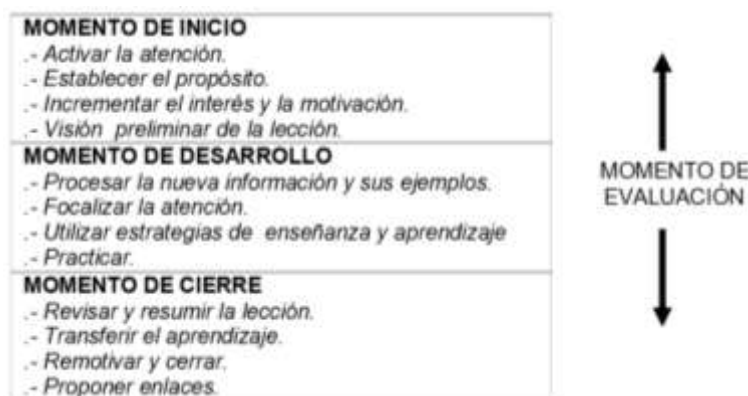 MOMENTO DE INICIO
.- Activar la atención.
.- Establecer el propósito.
.- Incrementar el interés y la motivación.
.- Visión preliminar de la lección.
MOMENTO DE DESARROLLO
.- Procesar la nueva información y sus ejemplos.
.- Focalizar la atención.
.- Utilizar estrategias de enseñanza y aprendizaje
.- Practicar.
MOMENTO DE CIERRE
.- Revisar y resumir la lección.
.- Transferir el aprendizaje.
.- Remotivar y cerrar.
.- Proponer enlaces.
MOMENTO DE
EVALUACIÓN